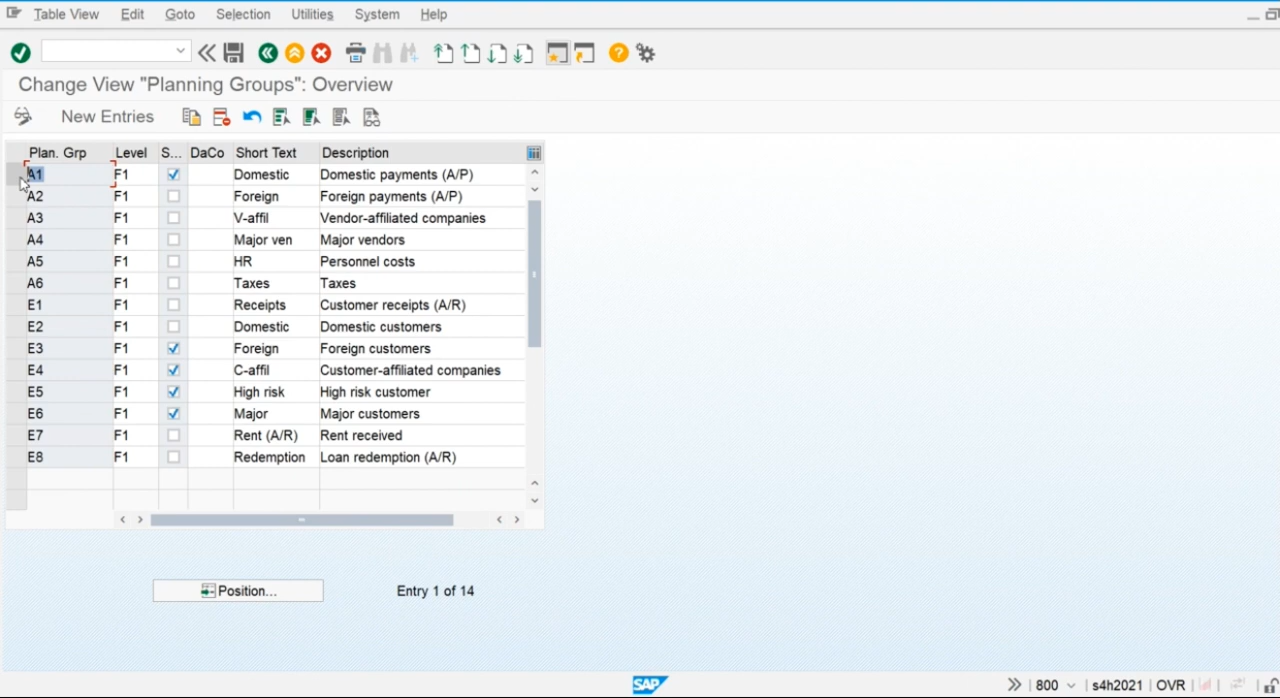 Table View Edit Goto Selection Utilities System Help
Change View "Planning Groups": Overview
New Entries
Plan. Grp Level S... DaCo Short Text Description
A1 F1 Domestic Domestic payments (A/P)
A2 F1 Foreign Foreign payments (A/P)
A3 F1 V-affil Vendor-affiliated companies
A4 F1 Major ven Major vendors
A5 F1 HR Personnel costs
A6 F1 Taxes Taxes
E1 F1 Receipts Customer receipts (A/R)
E2 F1 Domestic Domestic customers
E3 F1 Foreign Foreign customers
E4 F1 C-affil Customer-affiliated companies
E5 F1 High risk High risk customer
E6 F1 Major Major customers
E7 F1 Rent (A/R) Rent received
E8 F1 Redemption Loan redemption (A/R)
Position... Entry 1 of 14
SAP 800 s4h2021 OVR